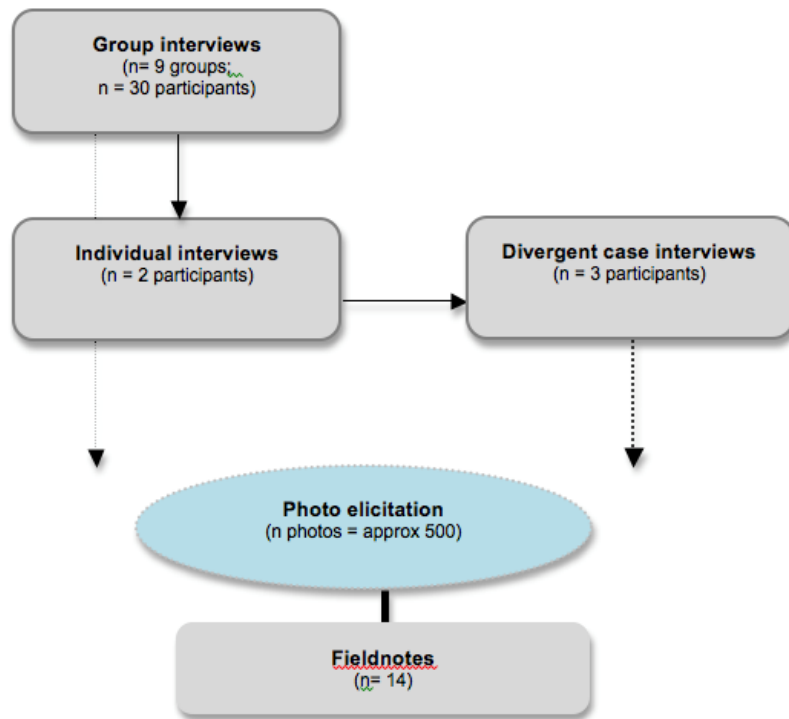 Group interviews
(n= 9 groups;
n = 30 participants)
Individual interviews
(n = 2 participants)
Divergent case interviews
(n = 3 participants)
Photo elicitation
(n photos = approx 500)
Fieldnotes
(n= 14)